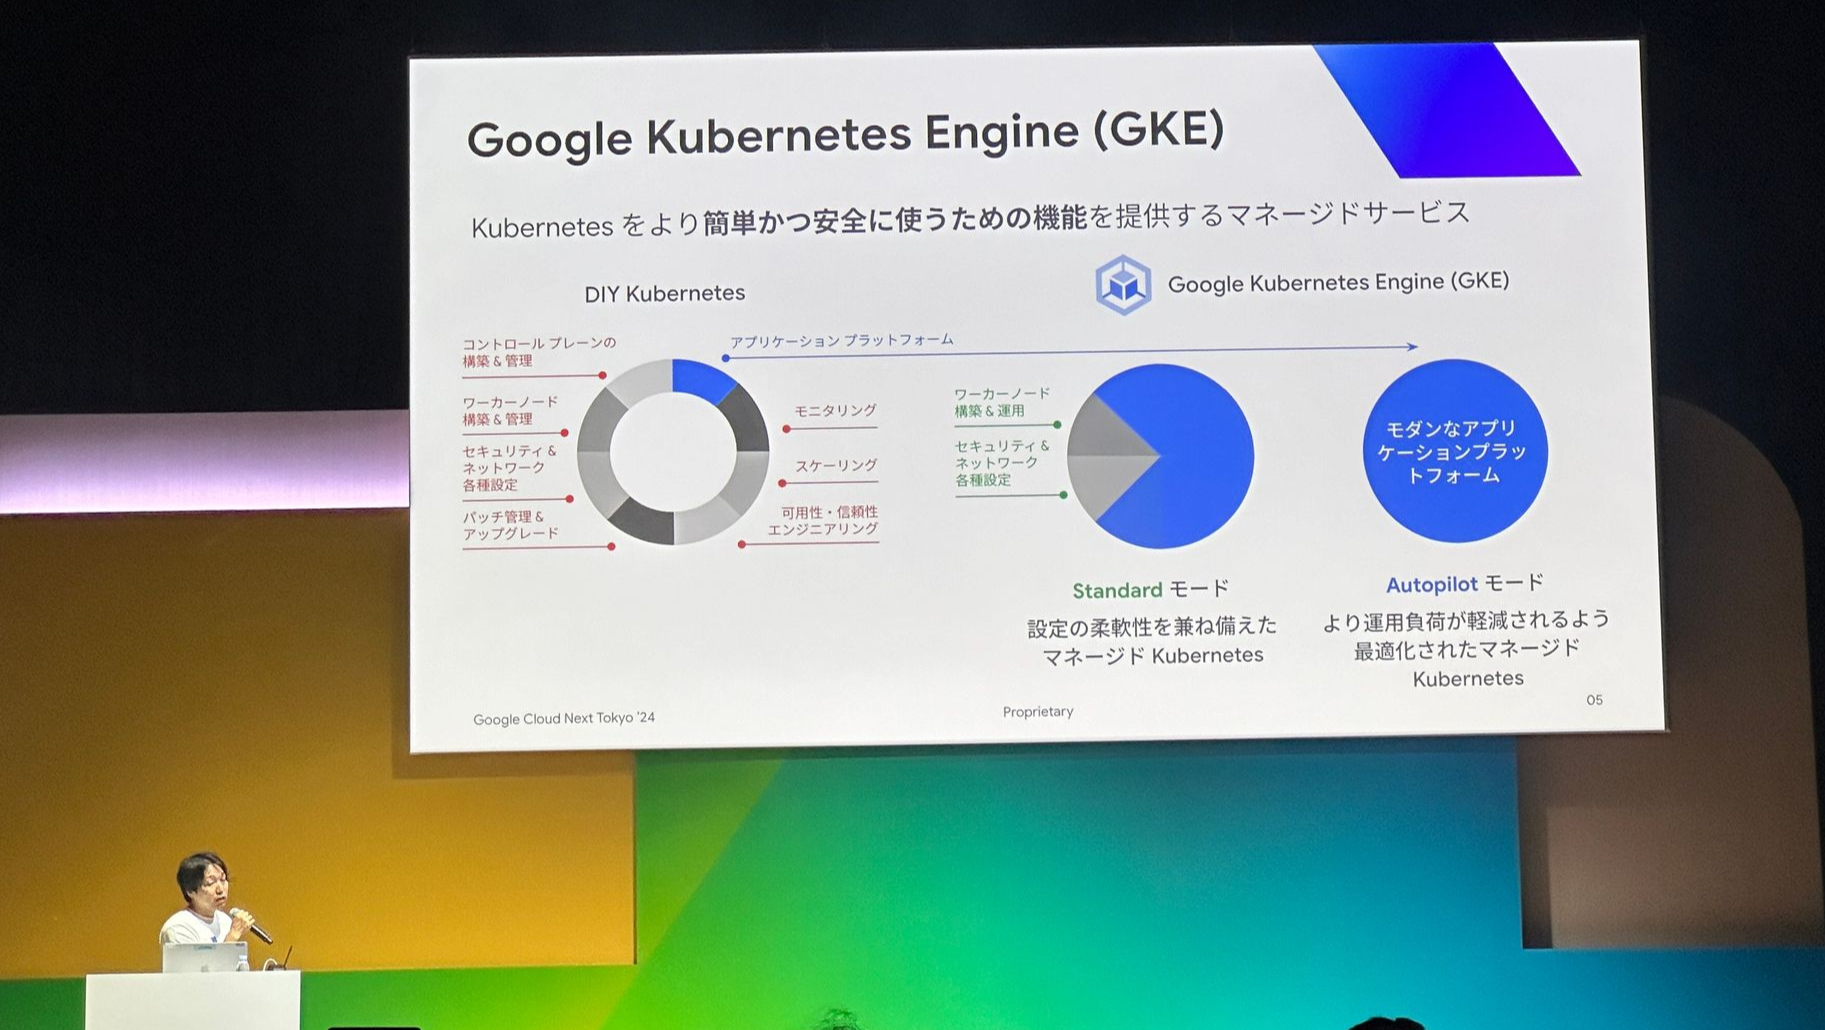 Google Kubernetes Engine (GKE)
Kubernetes をより簡単かつ安全に使うための機能を提供するマネージドサービス
DIY Kubernetes
コントロール プレーンの
構築 & 管理
ワーカーノード
構築 & 管理
セキュリティ &
ネットワーク
各種設定
パッチ管理 &
アップグレード
アプリケーション プラットフォーム
モニタリング
スケーリング
可用性・信頼性
エンジニアリング
Google Kubernetes Engine (GKE)
ワーカーノード
構築 & 運用
セキュリティ &
ネットワーク
各種設定
Standard モード
設定の柔軟性を兼ね備えた
マネージド Kubernetes
モダンなアプリ
ケーションプラッ
トフォーム
Autopilot モード
より運用負荷が軽減されるよう
最適化されたマネージド
Kubernetes
Google Cloud Next Tokyo '24
Proprietary
05